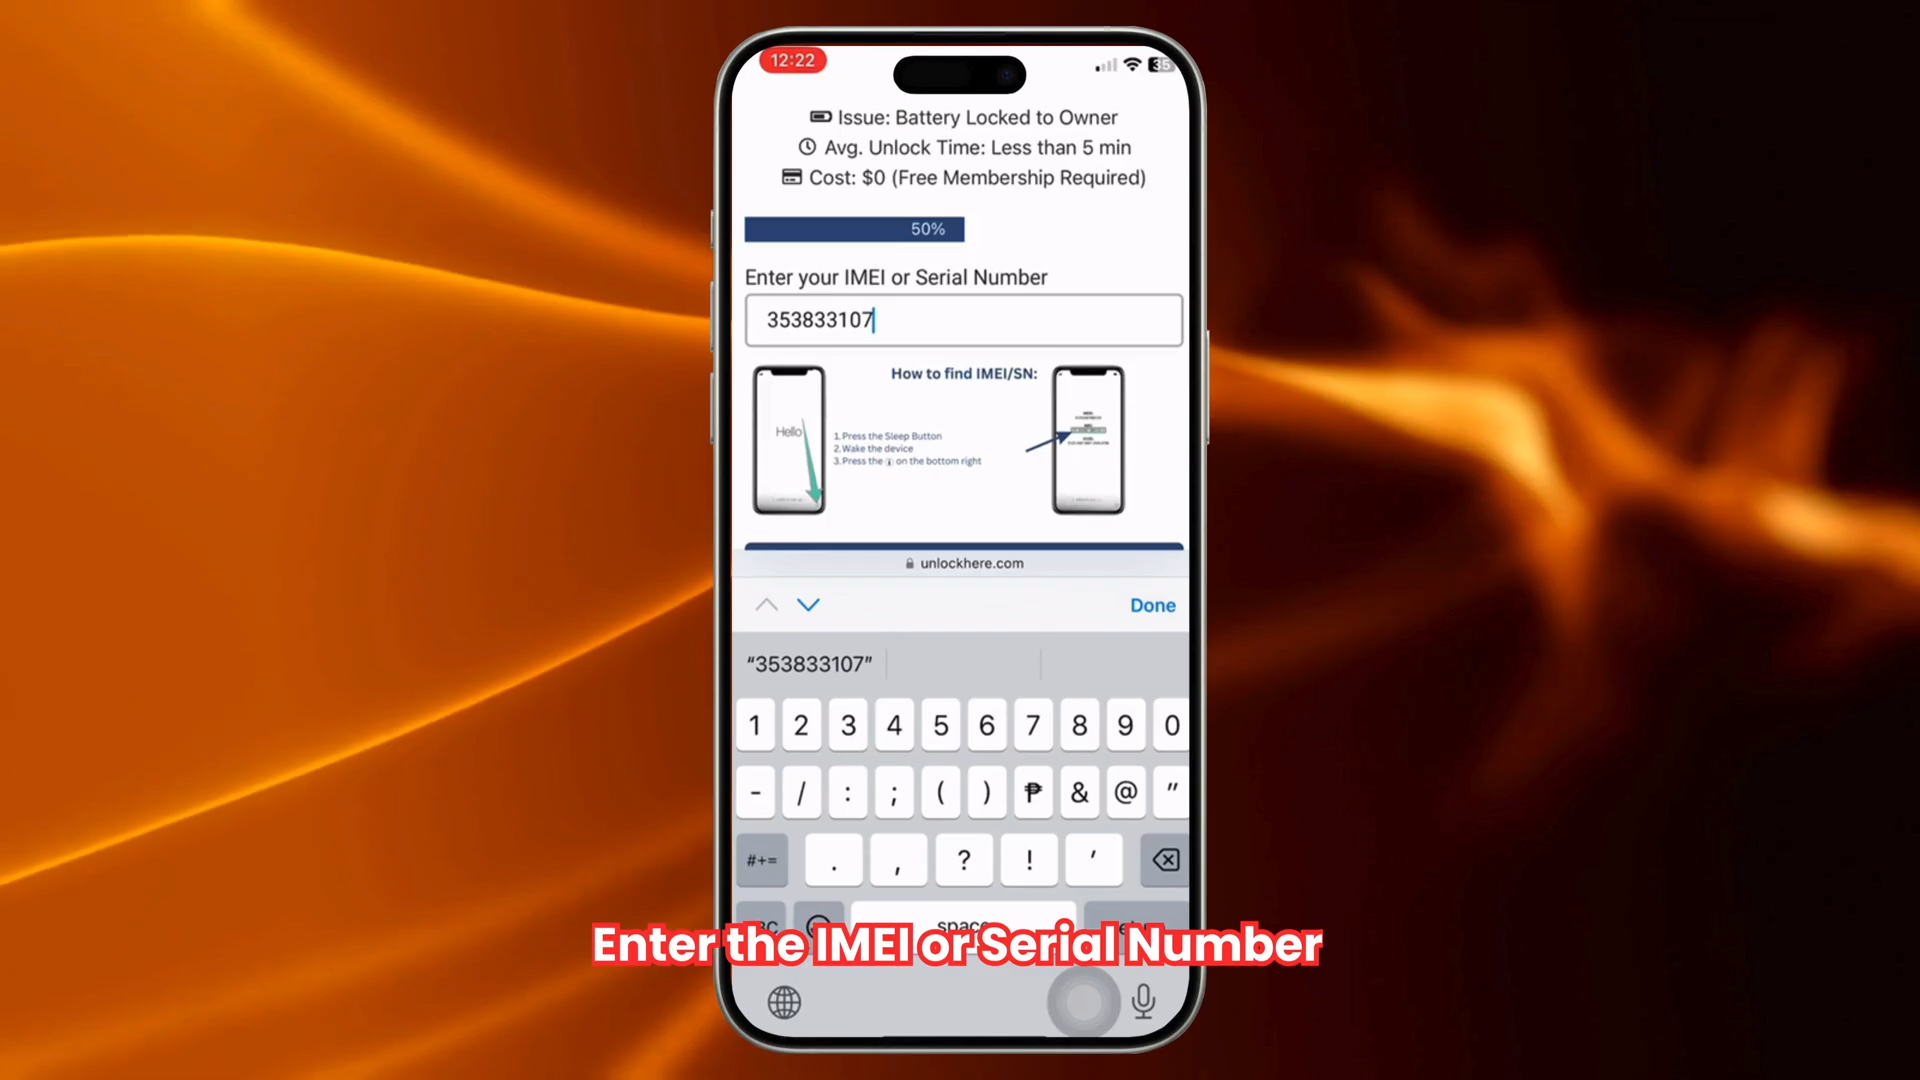 12:22
35
Issue: Battery Locked to Owner
Avg. Unlock Time: Less than 5 min
Cost: $0 (Free Membership Required)
50%
Enter your IMEI or Serial Number
353833107
How to find IMEI/SN:
Hello
1. Press the Sleep Button
2. Wake the device
3. Press the i on the bottom right
unlockhere.com
Done
“353833107”
1 2 3 4 5 6 7 8 9 0
- / : ; ( ) ₱ & @ "
#+= . , ? ! '
space
Enter the IMEI or Serial Number